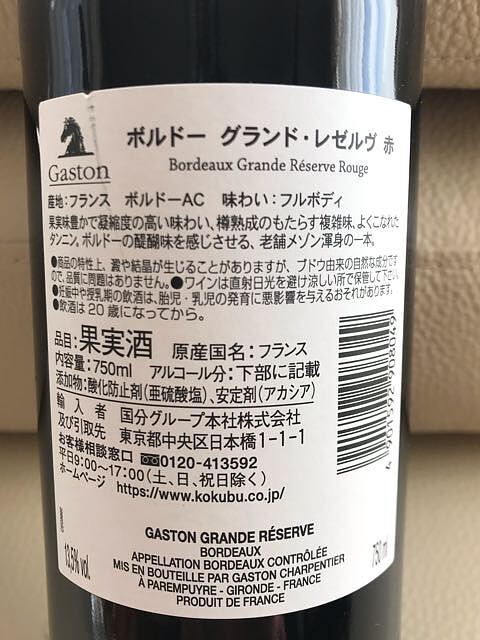 Gaston
ボルドー グランド・レゼルヴ 赤
Bordeaux Grande Réserve Rouge
産地:フランス ボルドーAC 味わい:フルボディ
果実味豊かで凝縮度の高い味わい、樽熟成のもたらす複雑味、よくこなれた
タンニン。ボルドーの醍醐味を感じさせる、老舗メゾン渾身の一本。
●商品の特性上、澱や結晶が生じることがありますが、ブドウ由来の自然な成分ですの
で、品質に問題はありません。●ワインは直射日光を避け涼しい所で保管して下さい。
●妊娠中や授乳期の飲酒は、胎児・乳児の発育に悪影響を与えるおそれがあります。
●飲酒は20歳になってから。
品目:果実酒 原産国名:フランス
内容量:750ml アルコール分:下部に記載
添加物:酸化防止剤(亜硫酸塩)、安定剤(アカシア)
輸入者 国分グループ本社株式会社
及び引取先 東京都中央区日本橋1-1-1
お客様相談窓口 0120-413592
平日9:00~17:00(土、日、祝日除く)
ホームページ https://www.kokubu.co.jp/
4 901592 908049
GASTON GRANDE RÉSERVE
BORDEAUX
APPELLATION BORDEAUX CONTRÔLÉE
MIS EN BOUTEILLE PAR GASTON CHARPENTIER
À PAREMPUYRE - GIRONDE - FRANCE
PRODUIT DE FRANCE
13,5% vol.
750 ml